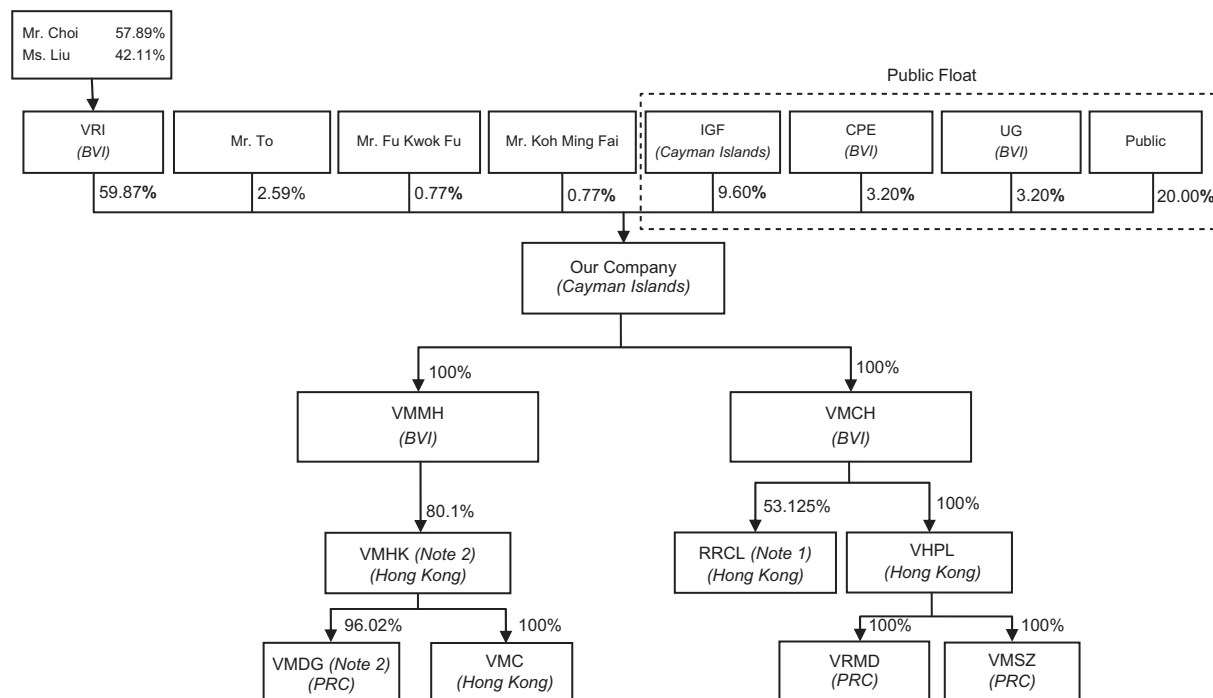 Mr. Choi 57.89%
Ms. Liu 42.11%
Public Float
VRI
(BVI)
Mr. To
Mr. Fu Kwok Fu
Mr. Koh Ming Fai
IGF
(Cayman Islands)
CPE
(BVI)
UG
(BVI)
Public
59.87%
2.59%
0.77%
0.77%
9.60%
3.20%
3.20%
20.00%
Our Company
(Cayman Islands)
100%
100%
VMMH
(BVI)
VMCH
(BVI)
80.1%
53.125%
100%
VMHK (Note 2)
(Hong Kong)
RRCL (Note 1)
(Hong Kong)
VHPL
(Hong Kong)
96.02%
100%
100%
100%
VMDG (Note 2)
(PRC)
VMC
(Hong Kong)
VRMD
(PRC)
VMSZ
(PRC)